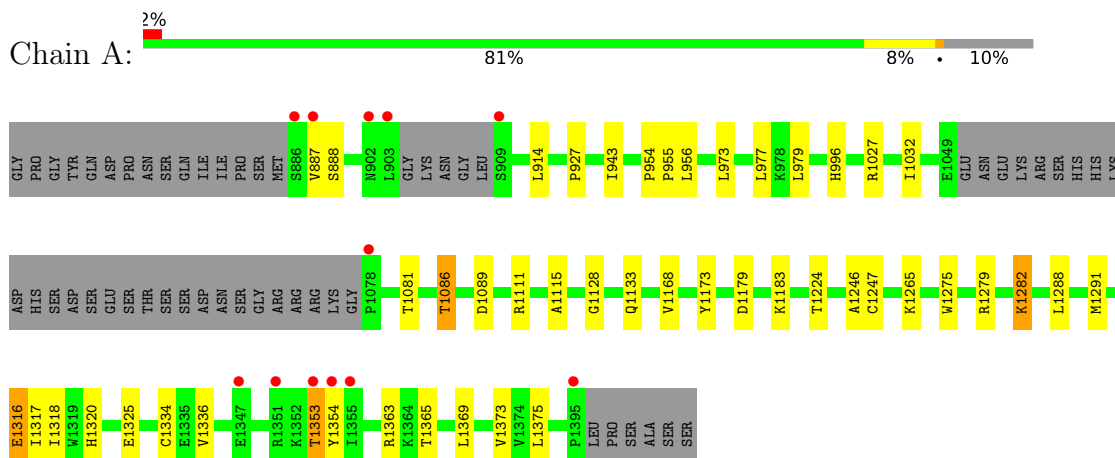 2%
Chain A:
81% 8% • 10%
GLY PRO GLY TYR GLN ASP PRO ASN SER GLN ILE ILE PRO SER MET S886 V887 S888 N902 L903 GLY LYS ASN GLY LEU S909 L914 P927 I943 P954 P955 L956 L973 L977 K978 L979 H996 R1027 I1032 E1049 GLU ASN GLU LYS ARG SER HIS HIS LYS
ASP HIS SER ASP SER GLU SER THR SER SER ASP ASN SER GLY ARG ARG ARG LYS GLY P1078 T1081 T1086 D1089 R1111 A1115 G1128 Q1133 V1168 Y1173 D1179 K1183 T1224 A1246 C1247 K1265 W1275 R1279 K1282 L1288 M1291
E1316 I1317 I1318 W1319 H1320 E1325 C1334 E1335 V1336 E1347 R1351 K1352 T1353 Y1354 I1355 R1363 K1364 T1365 L1369 V1373 V1374 L1375 P1395 LEU PRO SER ALA SER SER